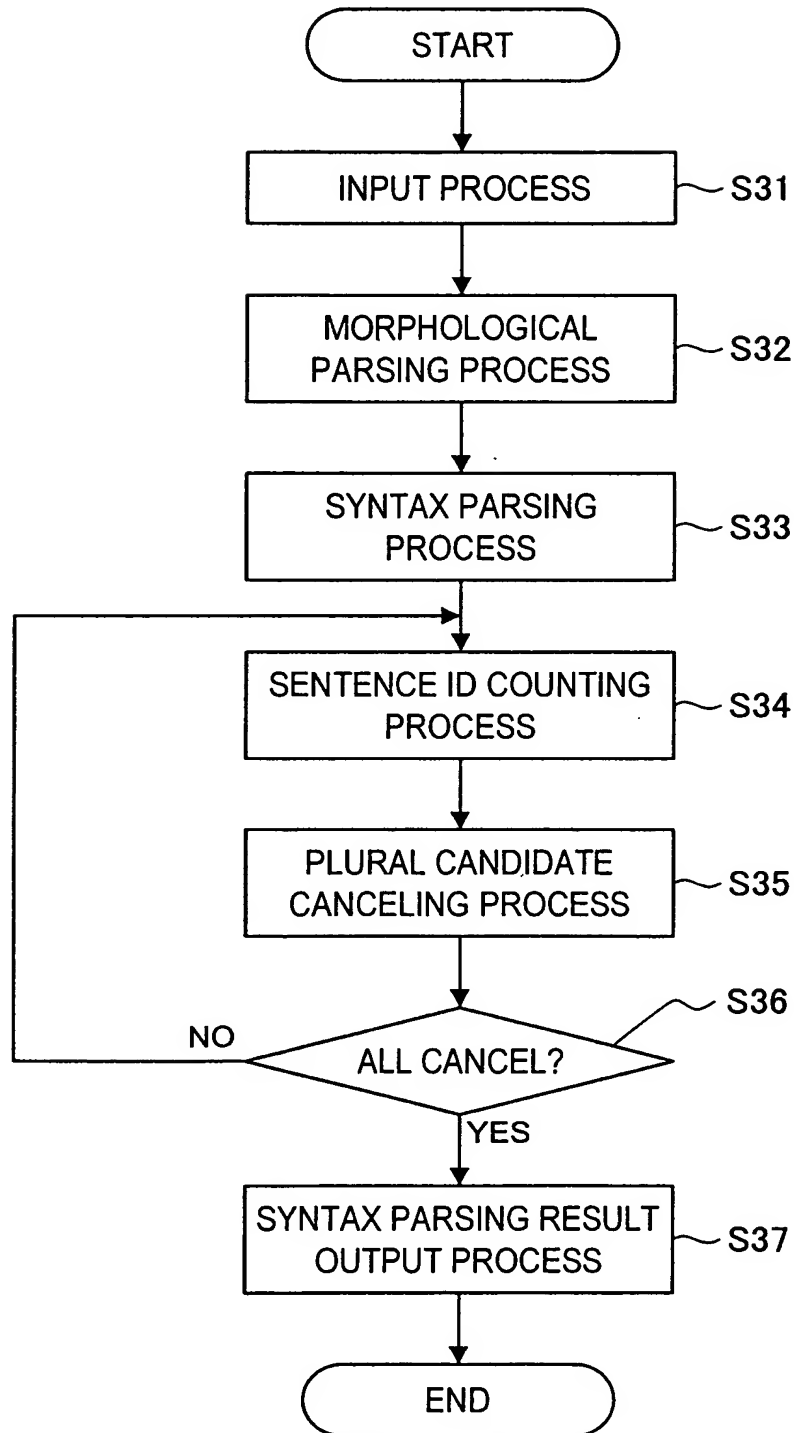 START
INPUT PROCESS
S31
MORPHOLOGICAL
PARSING PROCESS
S32
SYNTAX PARSING
PROCESS
S33
SENTENCE ID COUNTING
PROCESS
S34
PLURAL CANDIDATE
CANCELING PROCESS
S35
S36
NO
ALL CANCEL?
YES
SYNTAX PARSING RESULT
OUTPUT PROCESS
S37
END